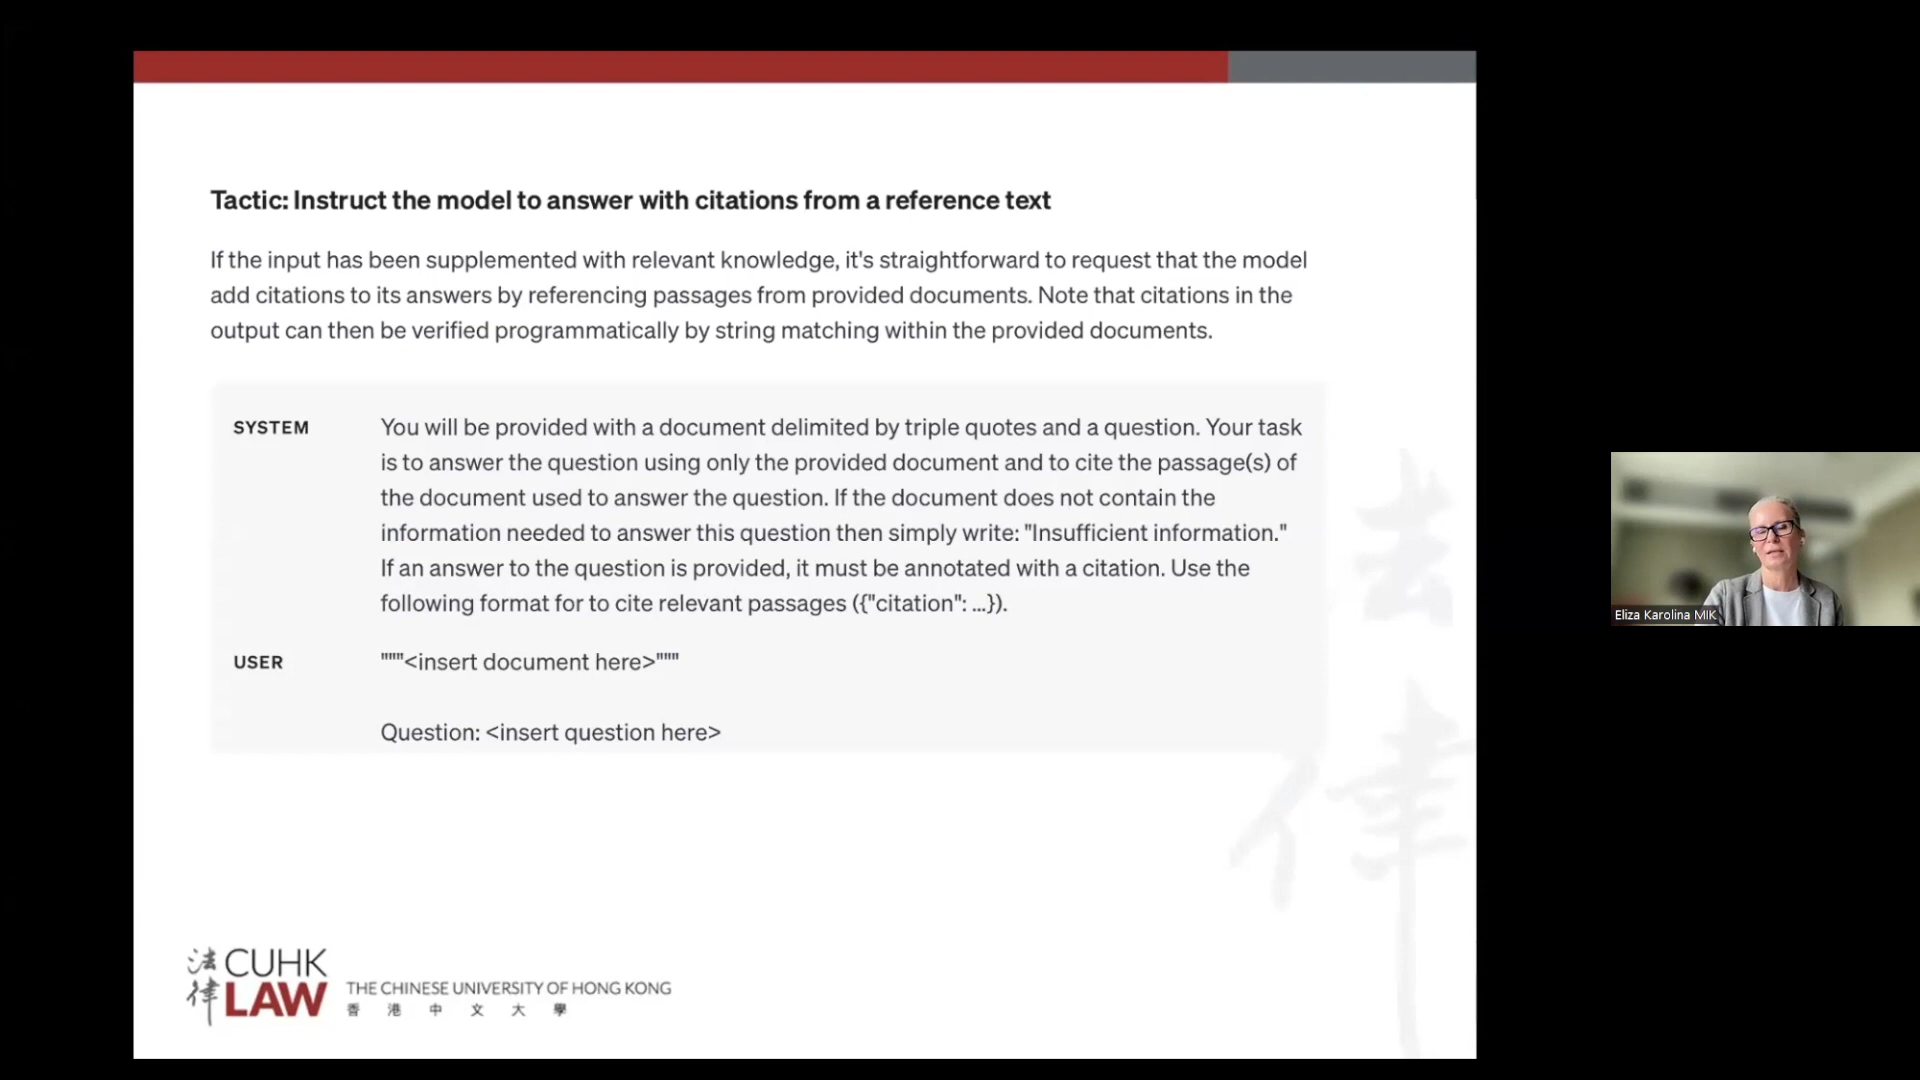 Tactic: Instruct the model to answer with citations from a reference text
If the input has been supplemented with relevant knowledge, it's straightforward to request that the model
add citations to its answers by referencing passages from provided documents. Note that citations in the
output can then be verified programmatically by string matching within the provided documents.
SYSTEM
You will be provided with a document delimited by triple quotes and a question. Your task
is to answer the question using only the provided document and to cite the passage(s) of
the document used to answer the question. If the document does not contain the
information needed to answer this question then simply write: "Insufficient information."
If an answer to the question is provided, it must be annotated with a citation. Use the
following format for to cite relevant passages ({"citation": …}).
USER
"""<insert document here>"""
Question: <insert question here>
法律
法律
CUHK
LAW
THE CHINESE UNIVERSITY OF HONG KONG
香港中文大學
Eliza Karolina MIK